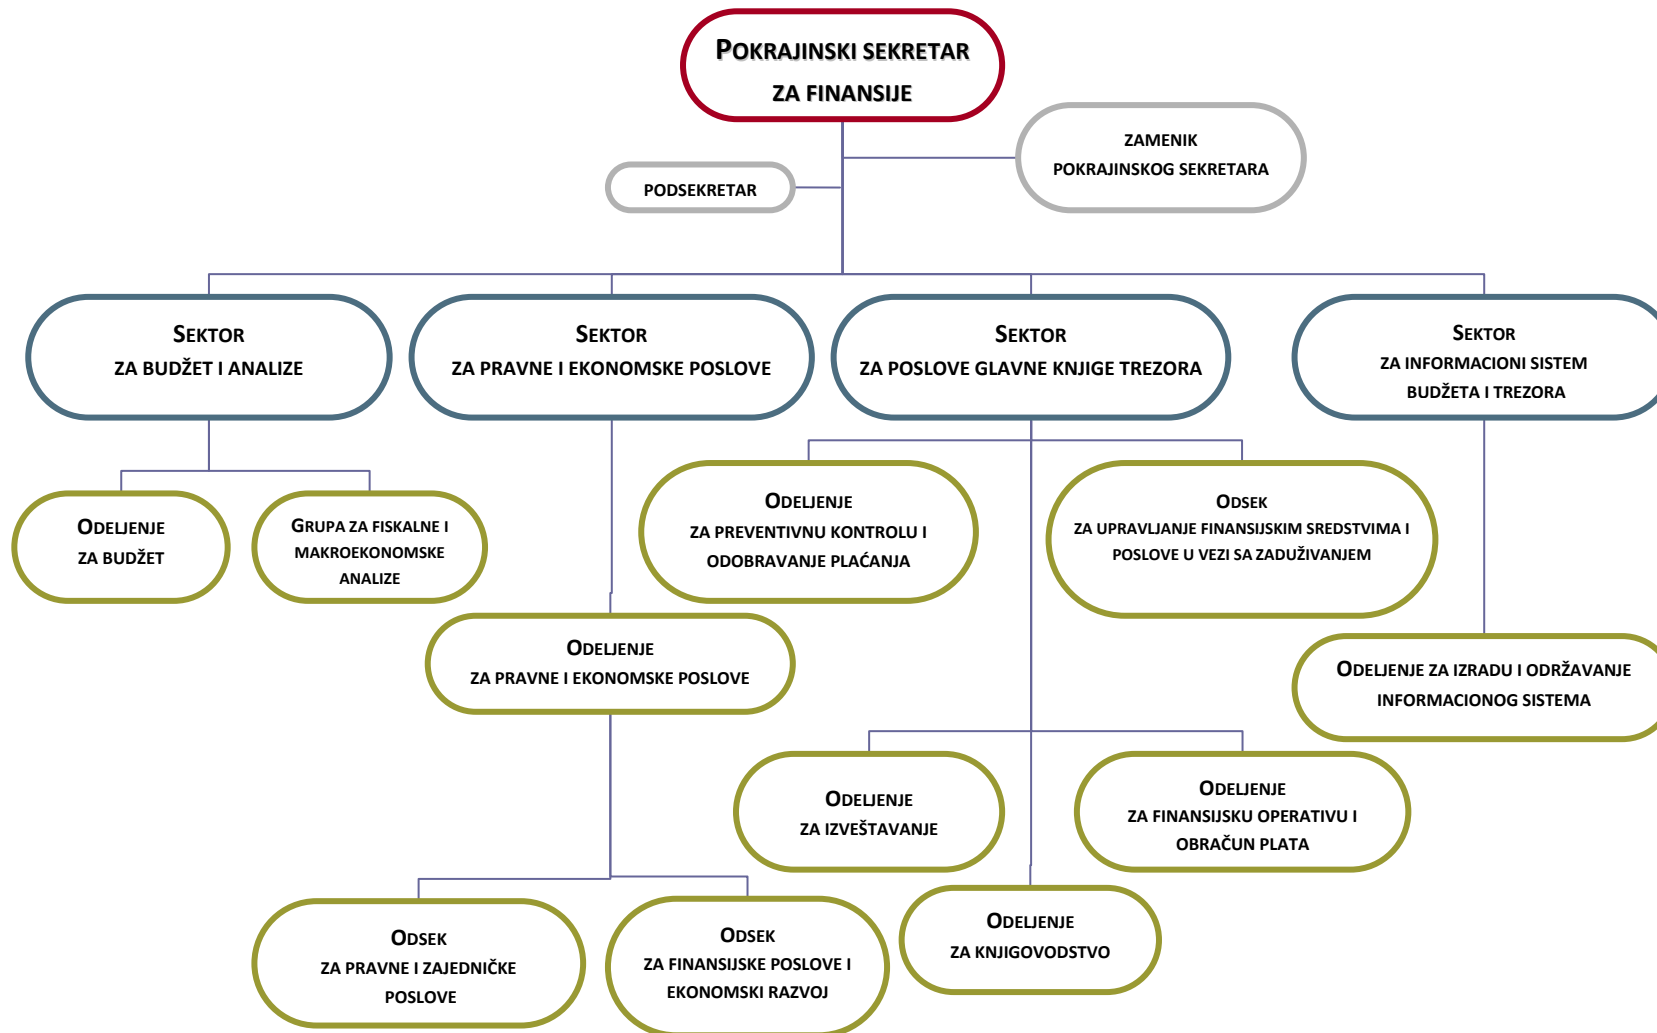 POKRAJINSKI SEKRETAR
ZA FINANSIJE
ZAMENIK
POKRAJINSKOG SEKRETARA
PODSEKRETAR
SEKTOR
ZA BUDŽET I ANALIZE
SEKTOR
ZA PRAVNE I EKONOMSKE POSLOVE
SEKTOR
ZA POSLOVE GLAVNE KNJIGE TREZORA
SEKTOR
ZA INFORMACIONI SISTEM
BUDŽETA I TREZORA
ODELJENJE
ZA BUDŽET
GRUPA ZA FISKALNE I
MAKROEKONOMSKE
ANALIZE
ODELJENJE
ZA PREVENTIVNU KONTROLU I
ODOBRAVANJE PLAĆANJA
ODSEK
ZA UPRAVLJANJE FINANSIJSKIM SREDSTVIMA I
POSLOVE U VEZI SA ZADUŽIVANJEM
ODELJENJE
ZA PRAVNE I EKONOMSKE POSLOVE
ODELJENJE ZA IZRADU I ODRŽAVANJE
INFORMACIONOG SISTEMA
ODELJENJE
ZA IZVEŠTAVANJE
ODELJENJE
ZA FINANSIJSKU OPERATIVU I
OBRAČUN PLATA
ODSEK
ZA PRAVNE I ZAJEDNIČKE
POSLOVE
ODSEK
ZA FINANSIJSKE POSLOVE I
EKONOMSKI RAZVOJ
ODELJENJE
ZA KNJIGOVODSTVO